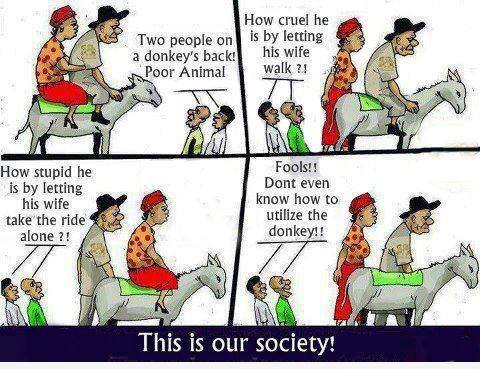 Two people on
a donkey's back!
Poor Animal
How cruel he
is by letting
his wife
walk ?!
How stupid he
is by letting
his wife
take the ride
alone ?!
Fools!!
Dont even
know how to
utilize the
donkey!!
This is our society!